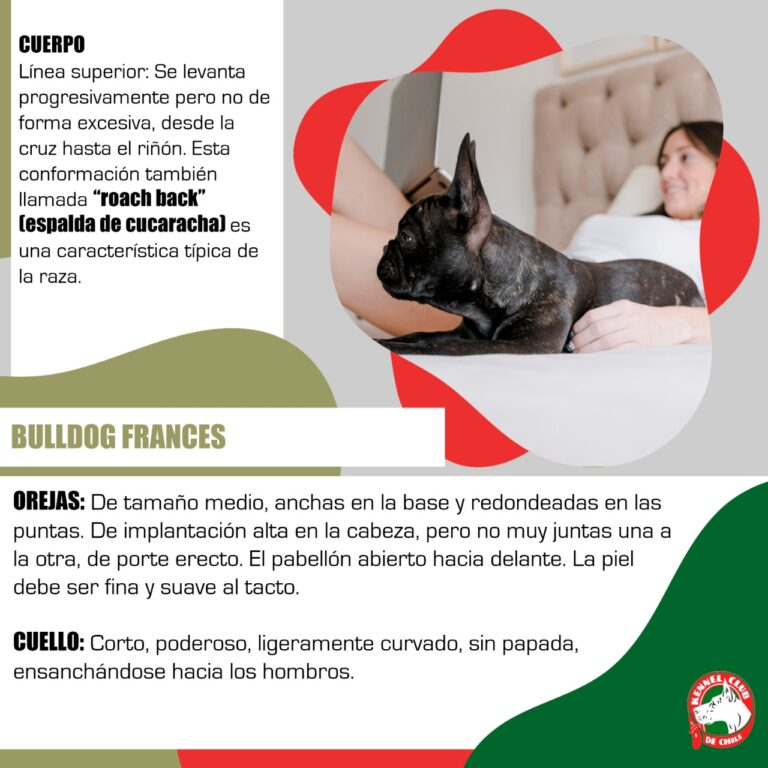 CUERPO
Línea superior: Se levanta
progresivamente pero no de
forma excesiva, desde la
cruz hasta el riñón. Esta
conformación también
llamada “roach back”
(espalda de cucaracha) es
una característica típica de
la raza.
BULLDOG FRANCES
OREJAS: De tamaño medio, anchas en la base y redondeadas en las
puntas. De implantación alta en la cabeza, pero no muy juntas una a
la otra, de porte erecto. El pabellón abierto hacia delante. La piel
debe ser fina y suave al tacto.
CUELLO: Corto, poderoso, ligeramente curvado, sin papada,
ensanchándose hacia los hombros.
KENNEL CLUB
DE CHILE